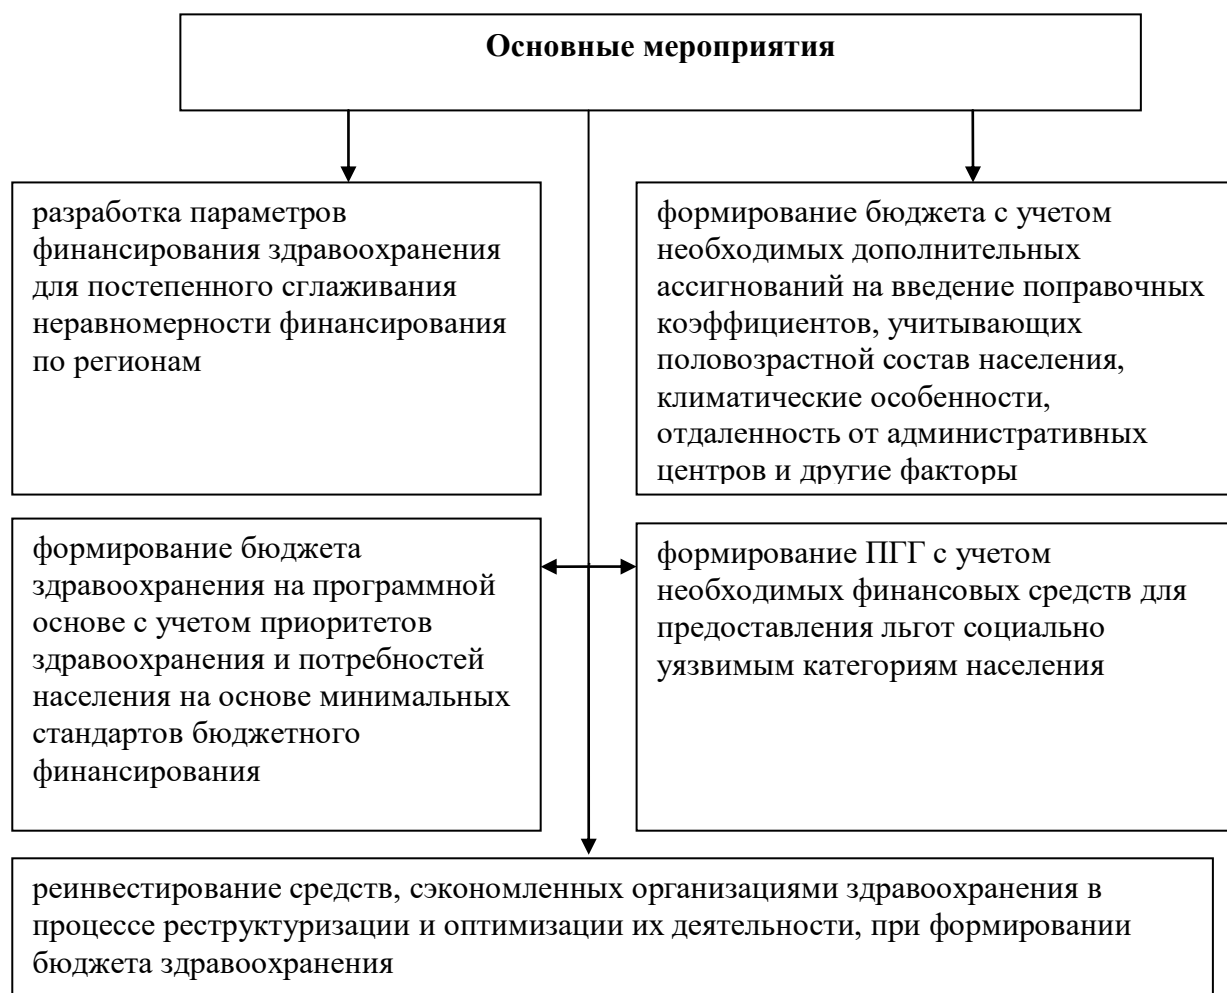 Основные мероприятия
разработка параметров
финансирования здравоохранения
для постепенного сглаживания
неравномерности финансирования
по регионам
формирование бюджета с учетом
необходимых дополнительных
ассигнований на введение поправочных
коэффициентов, учитывающих
половозрастной состав населения,
климатические особенности,
отдаленность от административных
центров и другие факторы
формирование бюджета
здравоохранения на программной
основе с учетом приоритетов
здравоохранения и потребностей
населения на основе минимальных
стандартов бюджетного
финансирования
формирование ПГГ с учетом
необходимых финансовых средств для
предоставления льгот социально
уязвимым категориям населения
реинвестирование средств, сэкономленных организациями здравоохранения в
процессе реструктуризации и оптимизации их деятельности, при формировании
бюджета здравоохранения